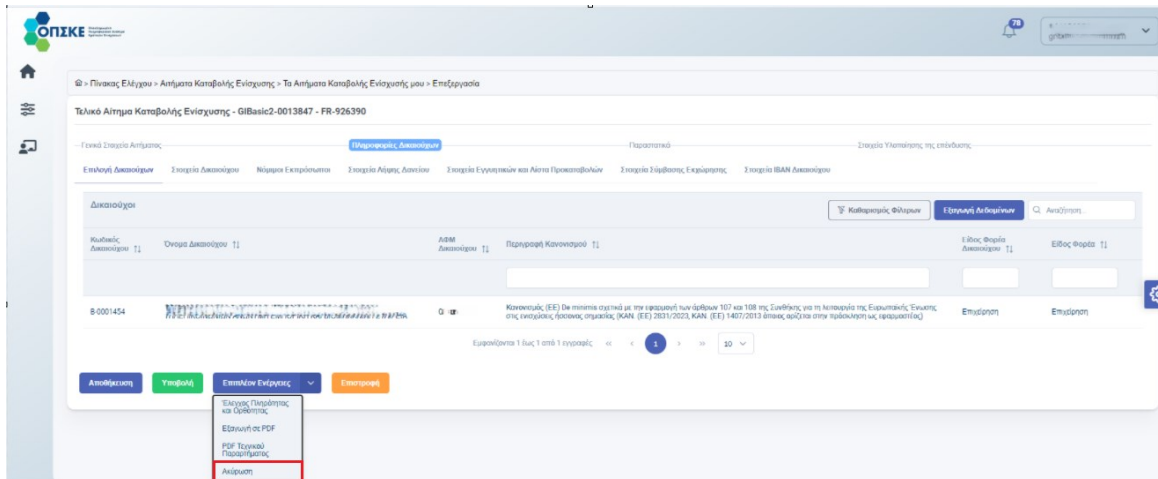 ΟΠΣΚΕ
78
> Πίνακας Ελέγχου > Αιτήματα Καταβολής Ενίσχυσης > Τα Αιτήματα Καταβολής Ενίσχυσής μου > Επεξεργασία
Τελικό Αίτημα Καταβολής Ενίσχυσης - GIBasic2-0013847 - FR-926390
Γενικά Στοιχεία Αιτήματος Πληροφορίες Δικαιούχων Παραστατικά Στοιχεία Υλοποίησης της επένδυσης
Επιλογή Δικαιούχων Στοιχεία Δικαιούχου Νόμιμοι Εκπρόσωποι Στοιχεία Λήψης Δανείου Στοιχεία Εγγυητικών και Λίστα Προκαταβολών Στοιχεία Σύμβασης Εκχώρησης Στοιχεία IBAN Δικαιούχου
Δικαιούχοι
Καθαρισμός Φίλτρων Εξαγωγή Δεδομένων Αναζήτηση
Κωδικός Δικαιούχου Όνομα Δικαιούχου ΑΦΜ Δικαιούχου Περιγραφή Κανονισμού Είδος Φορέα Δικαιούχου Είδος Φορέα
B-0001454
Κανονισμός (ΕΕ) De minimis σχετικά με την εφαρμογή των άρθρων 107 και 108 της Συνθήκης για τη λειτουργία της Ευρωπαϊκής Ένωσης
στις ενισχύσεις ήσσονος σημασίας (ΚΑΝ. (ΕΕ) 2831/2023, ΚΑΝ. (ΕΕ) 1407/2013 όποιος ορίζεται στην πρόσκληση ως εφαρμοστέος)
Επιχείρηση Επιχείρηση
Εμφανίζονται 1 έως 1 από 1 εγγραφές « ‹ 1 › » 10
Αποθήκευση Υποβολή Επιπλέον Ενέργειες Επιστροφή
Έλεγχος Πληρότητας
και Ορθότητας
Εξαγωγή σε PDF
PDF Τεχνικού
Παραρτήματος
Ακύρωση